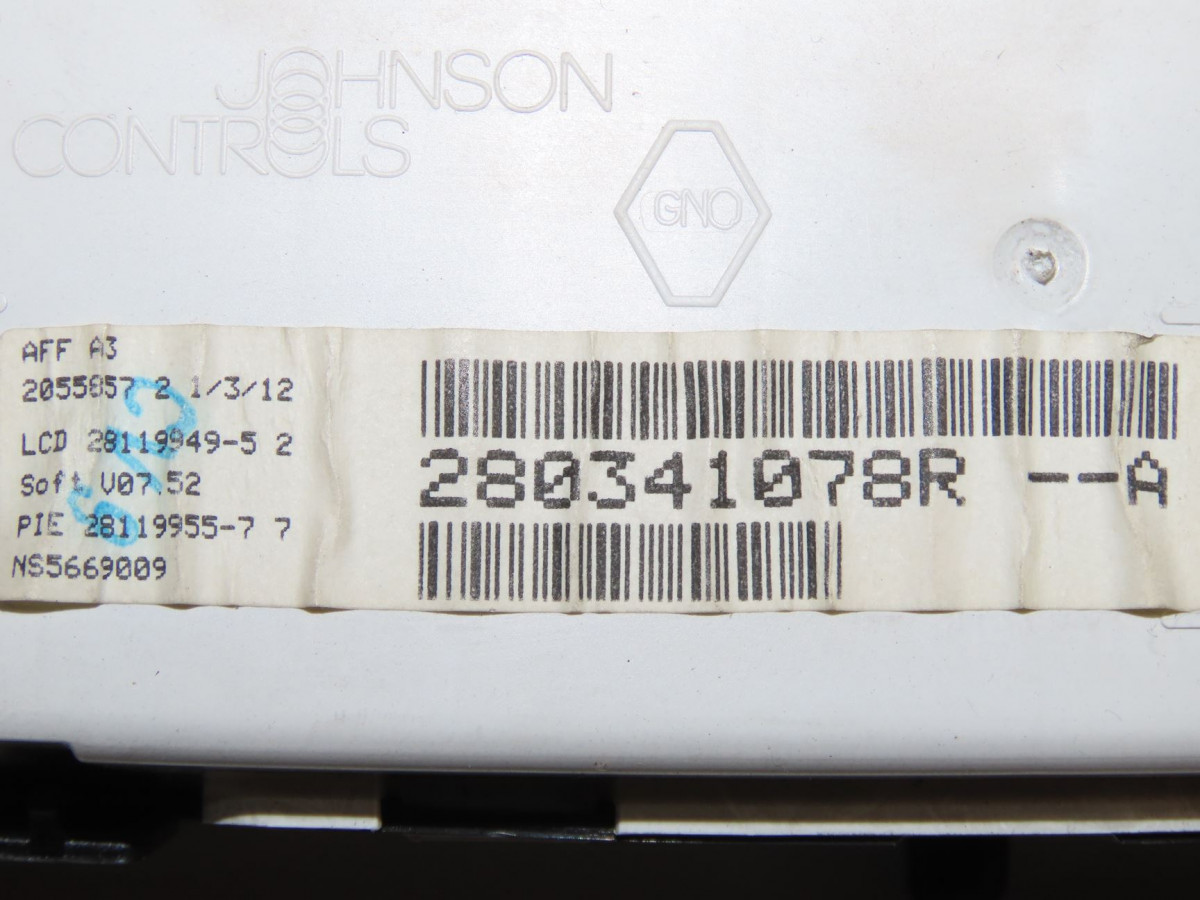 JOHNSON
CONTROLS
GNO
AFF A3
2055857 2 1/3/12
LCD 28119949-5 2
Soft V07.52
PIE 28119955-7 7
NS5669009
280341078R --A